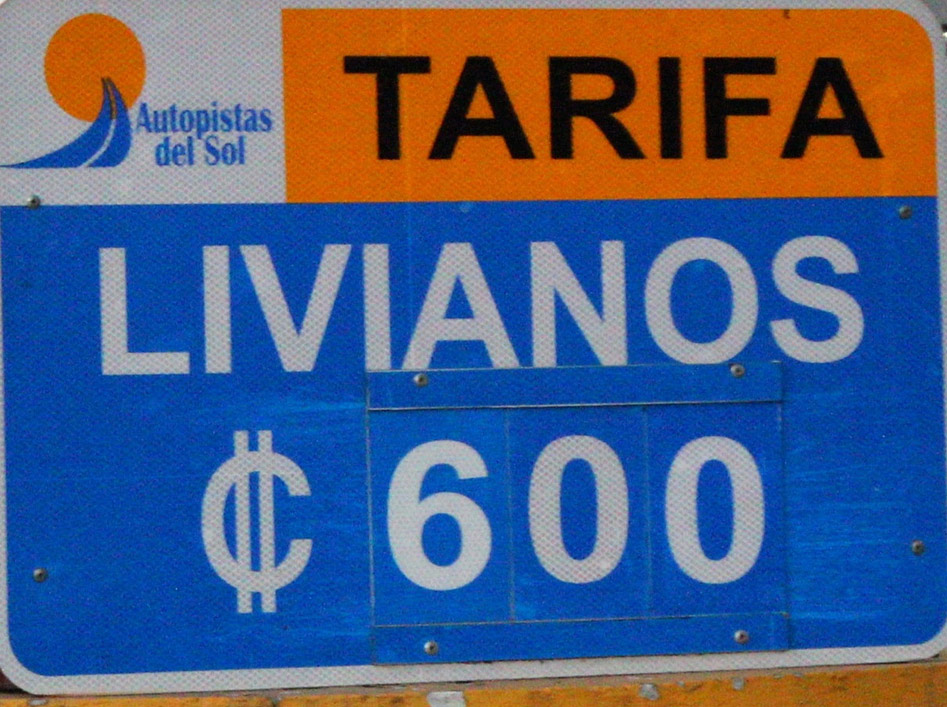 Autopistas
del Sol
TARIFA
LIVIANOS
₡ 600